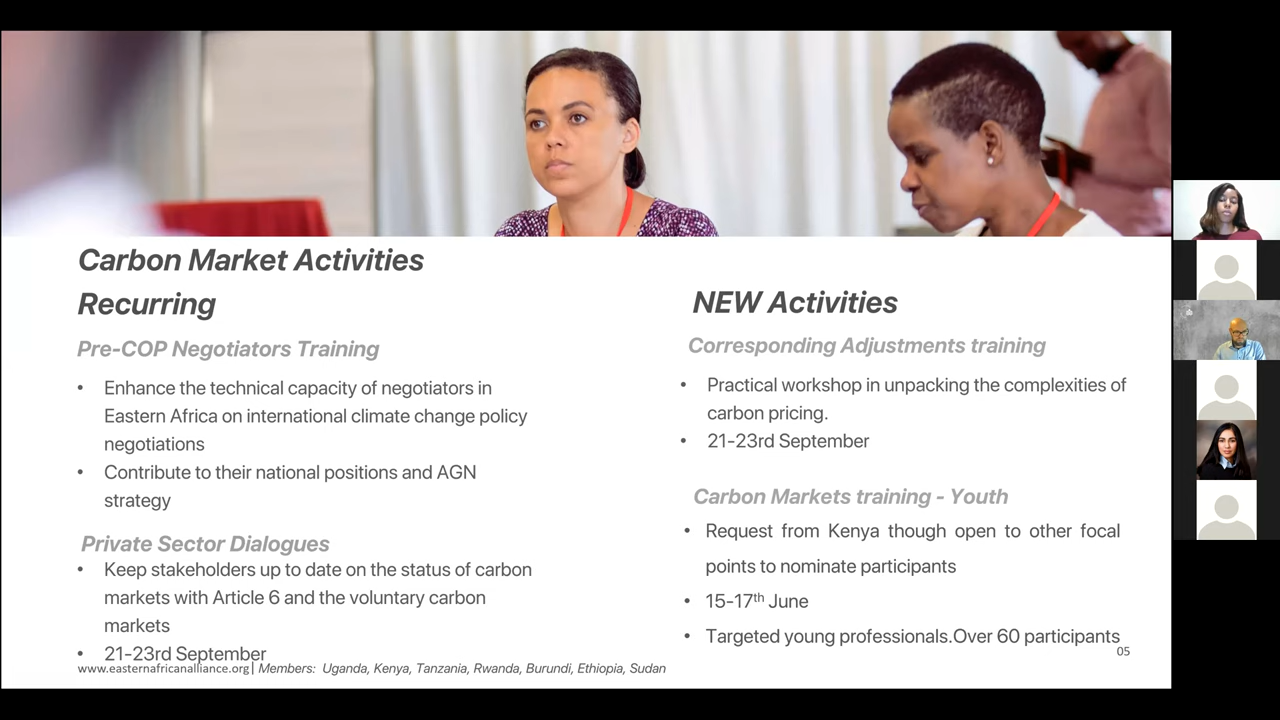 Carbon Market Activities
Recurring
Pre-COP Negotiators Training
• Enhance the technical capacity of negotiators in
Eastern Africa on international climate change policy
negotiations
• Contribute to their national positions and AGN
strategy
Private Sector Dialogues
• Keep stakeholders up to date on the status of carbon
markets with Article 6 and the voluntary carbon
markets
• 21-23rd September
NEW Activities
Corresponding Adjustments training
• Practical workshop in unpacking the complexities of
carbon pricing.
• 21-23rd September
Carbon Markets training - Youth
• Request from Kenya though open to other focal
points to nominate participants
• 15-17th June
• Targeted young professionals.Over 60 participants
05
www.easternafricanalliance.org| Members: Uganda, Kenya, Tanzania, Rwanda, Burundi, Ethiopia, Sudan